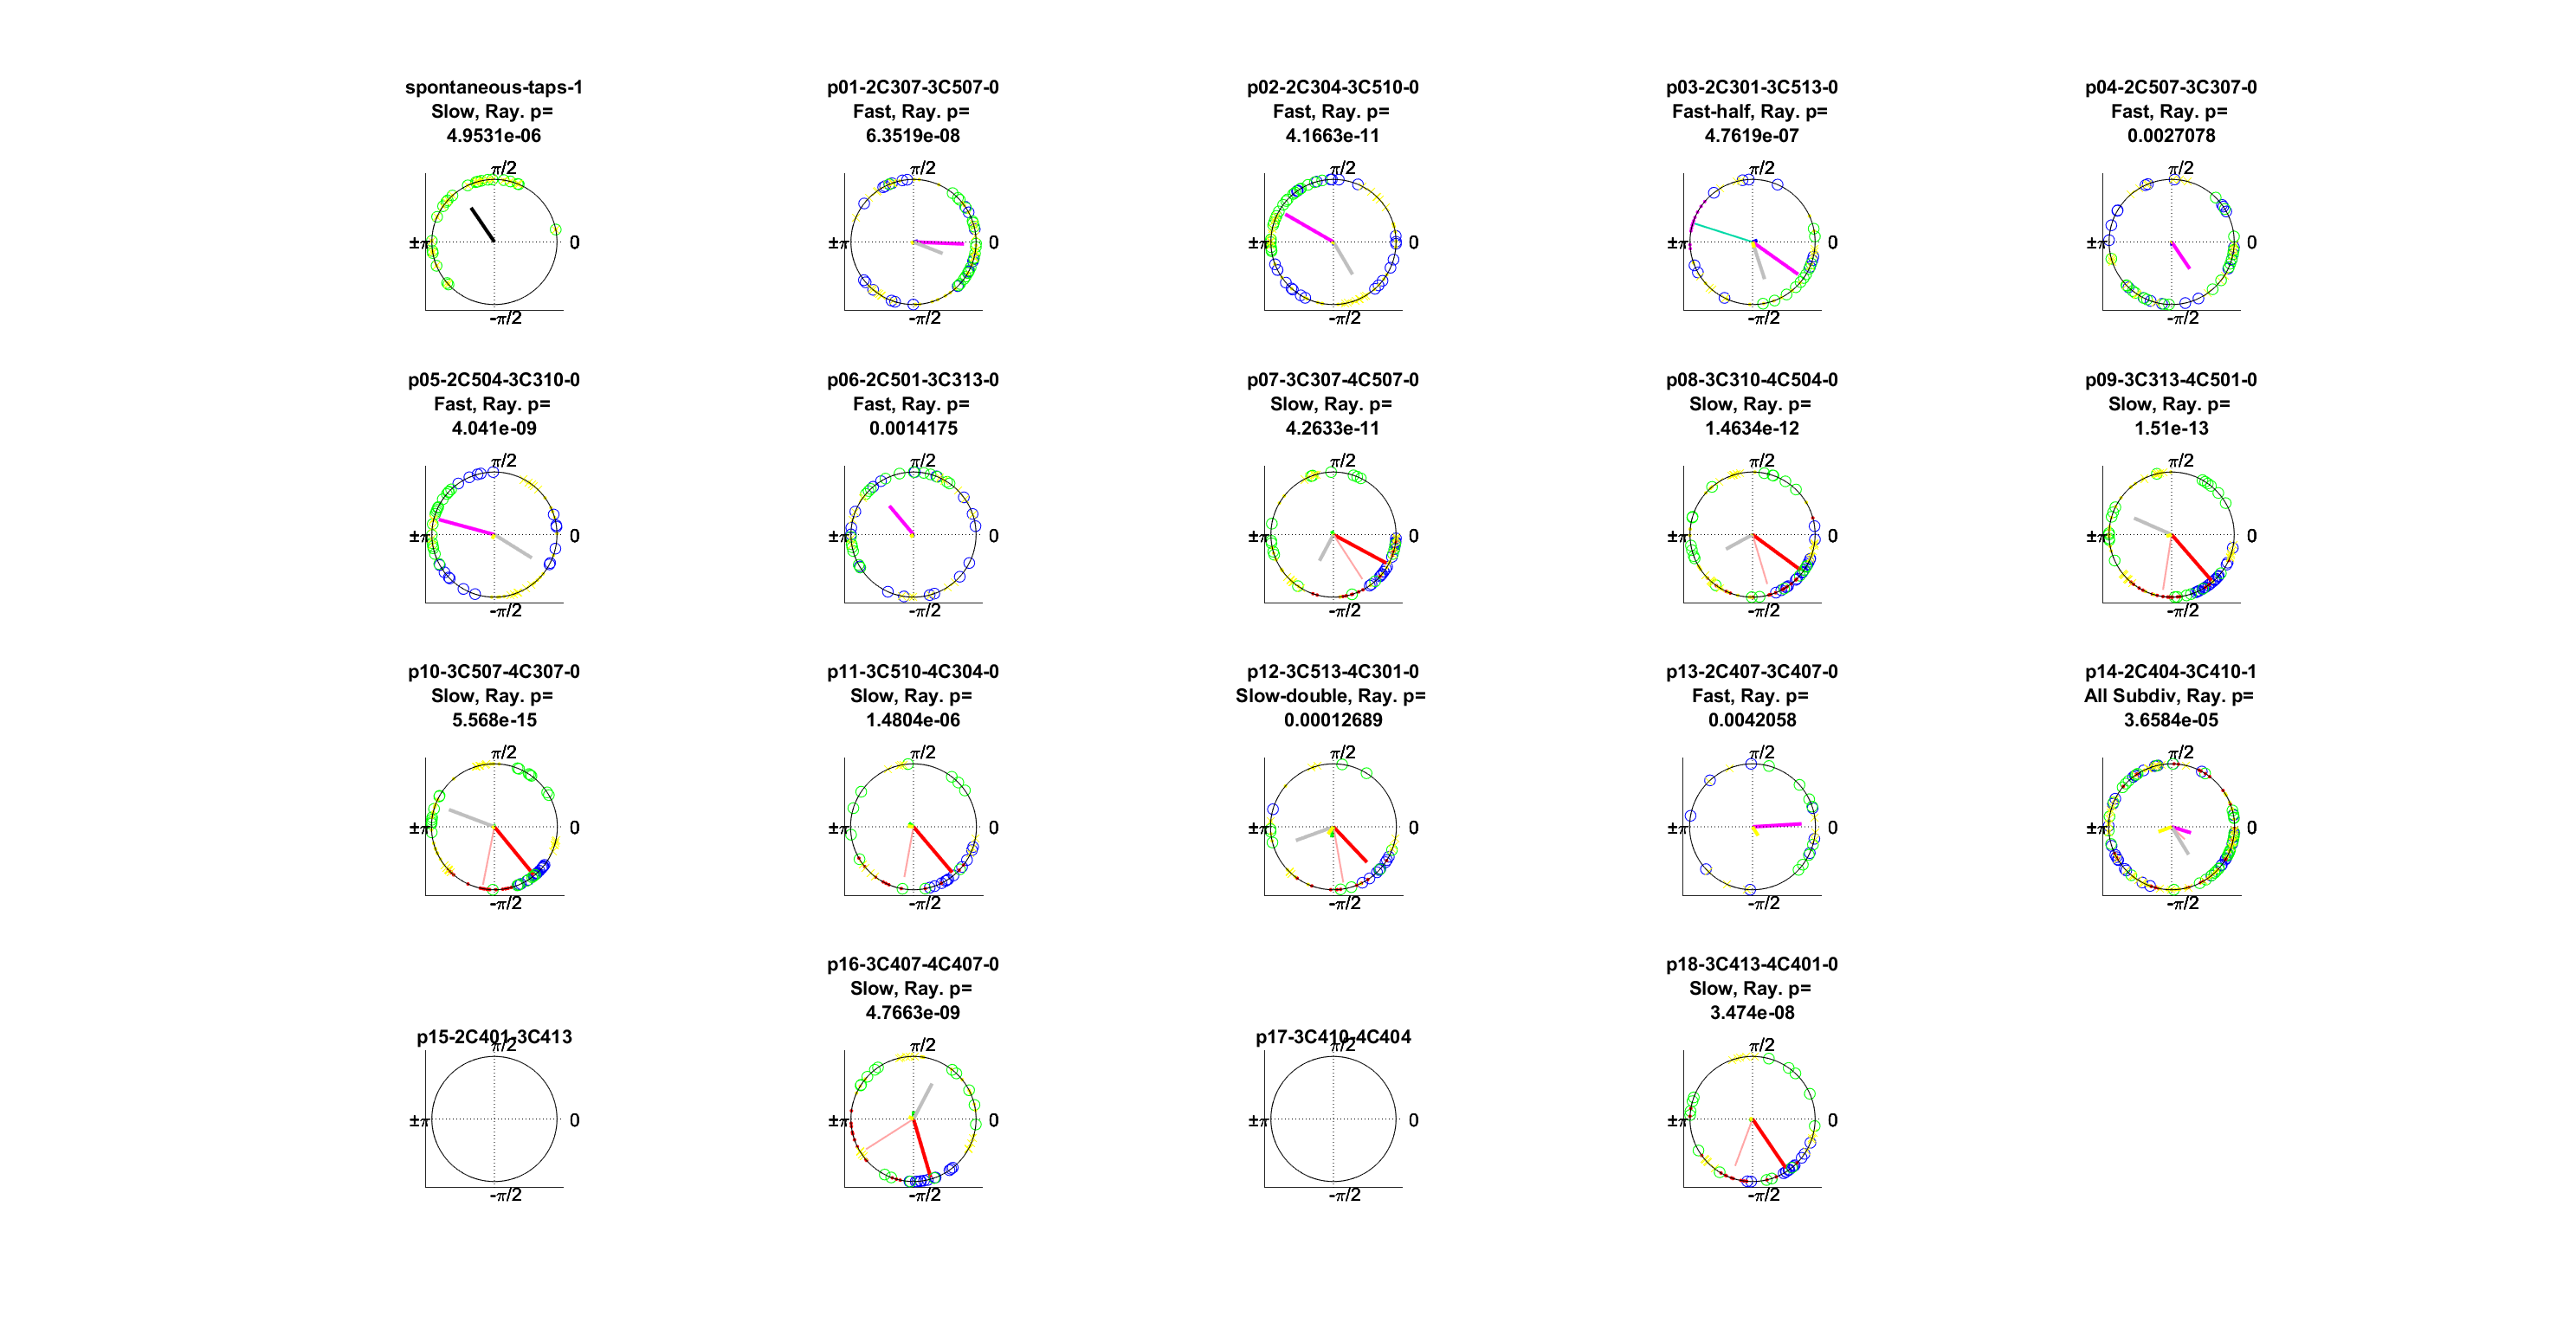 spontaneous-taps-1
Slow, Ray. p=
4.9531e-06
π/2
±π
0
-π/2
p01-2C307-3C507-0
Fast, Ray. p=
6.3519e-08
π/2
±π
0
-π/2
p02-2C304-3C510-0
Fast, Ray. p=
4.1663e-11
π/2
±π
0
-π/2
p03-2C301-3C513-0
Fast-half, Ray. p=
4.7619e-07
π/2
±π
0
-π/2
p04-2C507-3C307-0
Fast, Ray. p=
0.0027078
π/2
±π
0
-π/2
p05-2C504-3C310-0
Fast, Ray. p=
4.041e-09
π/2
±π
0
-π/2
p06-2C501-3C313-0
Fast, Ray. p=
0.0014175
π/2
±π
0
-π/2
p07-3C307-4C507-0
Slow, Ray. p=
4.2633e-11
π/2
±π
0
-π/2
p08-3C310-4C504-0
Slow, Ray. p=
1.4634e-12
π/2
±π
0
-π/2
p09-3C313-4C501-0
Slow, Ray. p=
1.51e-13
π/2
±π
0
-π/2
p10-3C507-4C307-0
Slow, Ray. p=
5.568e-15
π/2
±π
0
-π/2
p11-3C510-4C304-0
Slow, Ray. p=
1.4804e-06
π/2
±π
0
-π/2
p12-3C513-4C301-0
Slow-double, Ray. p=
0.00012689
π/2
±π
0
-π/2
p13-2C407-3C407-0
Fast, Ray. p=
0.0042058
π/2
±π
0
-π/2
p14-2C404-3C410-1
All Subdiv, Ray. p=
3.6584e-05
π/2
±π
0
-π/2
p15-2C401-3C413
π/2
±π
0
-π/2
p16-3C407-4C407-0
Slow, Ray. p=
4.7663e-09
π/2
±π
0
-π/2
p17-3C410-4C404
π/2
±π
0
-π/2
p18-3C413-4C401-0
Slow, Ray. p=
3.474e-08
π/2
±π
0
-π/2